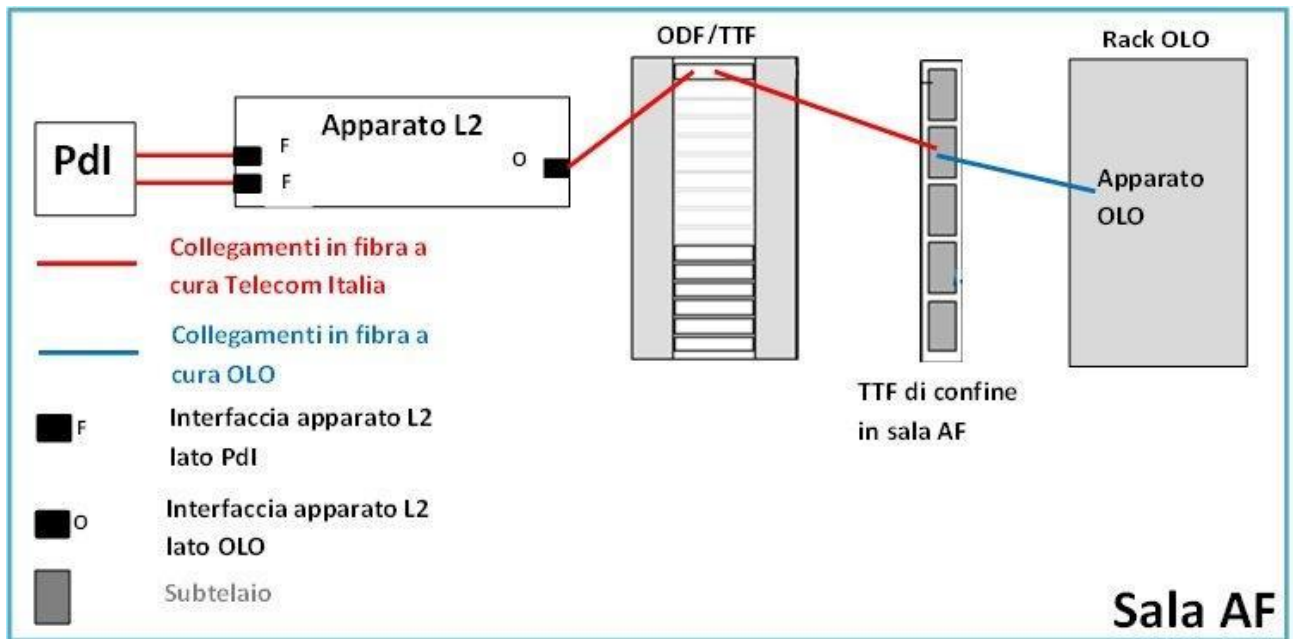 ODF/TTF
Rack OLO
Apparato L2
PdI
F
F
O
Apparato
OLO
Collegamenti in fibra a
cura Telecom Italia
Collegamenti in fibra a
cura OLO
TTF di confine
in sala AF
F
Interfaccia apparato L2
lato PdI
O
Interfaccia apparato L2
lato OLO
Subtelaio
Sala AF